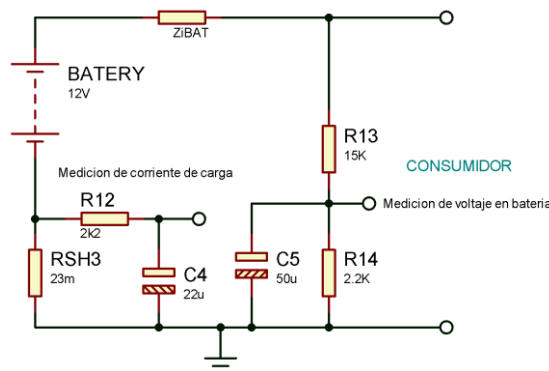 ZiBAT
BATERY
12V
R13
15K
CONSUMIDOR
Medicion de corriente de carga
R12
2k2
Medicion de voltaje en bateria
RSH3
23m
C4
22u
C5
50u
R14
2.2K